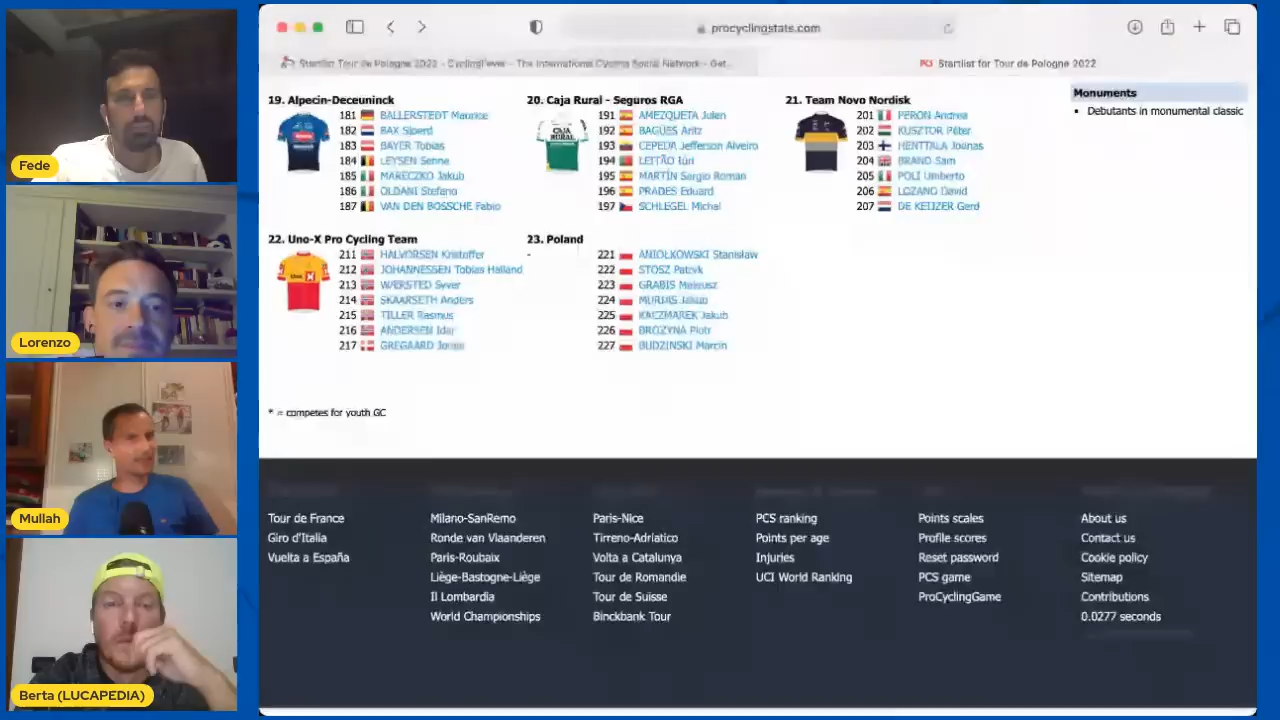 Fede
Lorenzo
Mullah
Berta (LUCAPEDIA)
procyclingstats.com
Startlist Tour de Pologne 2022 - CyclingFever - The International Cycling Social Network - Get...
PCS Startlist for Tour de Pologne 2022
19. Alpecin-Deceuninck
181 BALLERSTEDT Maurice
182 BAX Sjoerd
183 BAYER Tobias
184 LEYSEN Senne
185 MARECZKO Jakub
186 OLDANI Stefano
187 VAN DEN BOSSCHE Fabio
20. Caja Rural - Seguros RGA
CAJA
RURAL
191 AMEZQUETA Julen
192 BAGÜES Aritz
193 CEPEDA Jefferson Alveiro
194 LEITÃO Iúri
195 MARTÍN Sergio Roman
196 PRADES Eduard
197 SCHLEGEL Michal
21. Team Novo Nordisk
201 PERON Andrea
202 KUSZTOR Péter
203 HENTTALA Joonas
204 BRAND Sam
205 POLI Umberto
206 LOZANO David
207 DE KEIJZER Gerd
Monuments
Debutants in monumental classic
22. Uno-X Pro Cycling Team
211 HALVORSEN Kristoffer
212 JOHANNESSEN Tobias Halland
213 WÆRSTED Syver
214 SKAARSETH Anders
215 TILLER Rasmus
216 ANDERSEN Idar
217 GREGAARD Jonas
23. Poland
-
221 ANIOŁKOWSKI Stanisław
222 STOSZ Patryk
223 GRABIS Mateusz
224 MURIAS Jakub
225 KACZMAREK Jakub
226 BROŻYNA Piotr
227 BUDZIŃSKI Marcin
* = competes for youth GC
Tour de France
Giro d'Italia
Vuelta a España
Milano-SanRemo
Ronde van Vlaanderen
Paris-Roubaix
Liège-Bastogne-Liège
Il Lombardia
World Championships
Paris-Nice
Tirreno-Adriatico
Volta a Catalunya
Tour de Romandie
Tour de Suisse
Binckbank Tour
PCS ranking
Points per age
Injuries
UCI World Ranking
Points scales
Profile scores
Reset password
PCS game
ProCyclingGame
About us
Contact us
Cookie policy
Sitemap
Contributions
0.0277 seconds